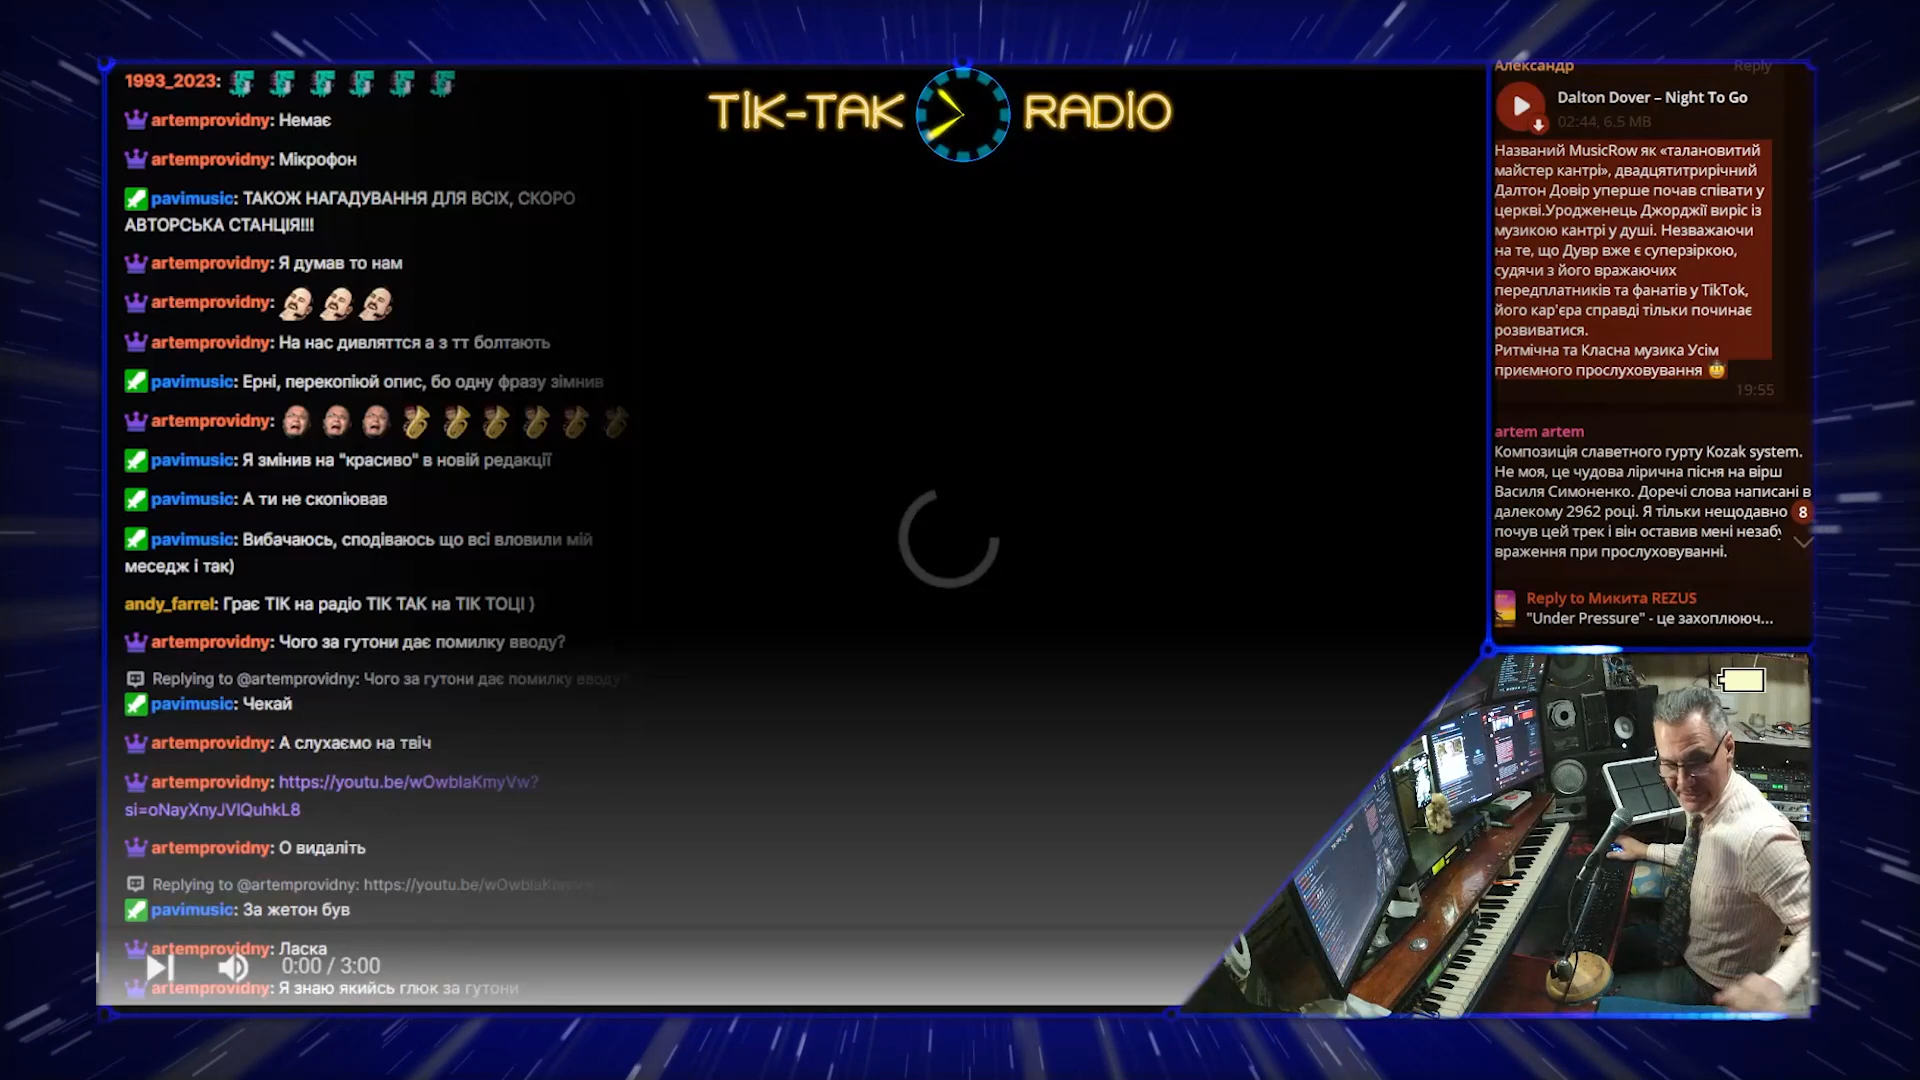 TIK-TAK RADIO
1993_2023:
artemprovidny: Немає
artemprovidny: Мікрофон
pavimusic: ТАКОЖ НАГАДУВАННЯ ДЛЯ ВСІХ, СКОРО
АВТОРСЬКА СТАНЦІЯ!!!
artemprovidny: Я думав то нам
artemprovidny:
artemprovidny: На нас дивляттся а з тт болтають
pavimusic: Ерні, перекопіюй опис, бо одну фразу зімнив
artemprovidny:
pavimusic: Я змінив на "красиво" в новій редакції
pavimusic: А ти не скопіював
pavimusic: Вибачаюсь, сподіваюсь що всі вловили мій
меседж і так)
andy_farrel: Грає ТІК на радіо ТІК ТАК на ТІК ТОЦІ )
artemprovidny: Чого за гутони дає помилку вводу?
Replying to @artemprovidny: Чого за гутони дає помилку вводу?
pavimusic: Чекай
artemprovidny: А слухаємо на твіч
artemprovidny: https://youtu.be/wOwblaKmyVw?
si=oNayXnyJVlQuhkL8
artemprovidny: О видаліть
Replying to @artemprovidny: https://youtu.be/wOwblaKmyVw
pavimusic: За жетон був
artemprovidny: Ласка
0:00 / 3:00
artemprovidny: Я знаю якийсь глюк за гутони
Александр Reply
Dalton Dover – Night To Go
02:44, 6.5 MB
Названий MusicRow як «талановитий
майстер кантрі», двадцятитрирічний
Далтон Довір уперше почав співати у
церкві.Уродженець Джорджії виріс із
музикою кантрі у душі. Незважаючи
на те, що Дувр вже є суперзіркою,
судячи з його вражаючих
передплатників та фанатів у TikTok,
його кар'єра справді тільки починає
розвиватися.
Ритмічна та Класна музика Усім
приємного прослуховування 🤠
19:55
artem artem
Композиція славетного гурту Kozak system.
Не моя, це чудова лірична пісня на вірш
Василя Симоненко. Доречі слова написані в
далекому 2962 році. Я тільки нещодавно
8
почув цей трек і він оставив мені незабу
враження при прослуховуванні.
Reply to Микита REZUS
"Under Pressure" - це захоплююч...